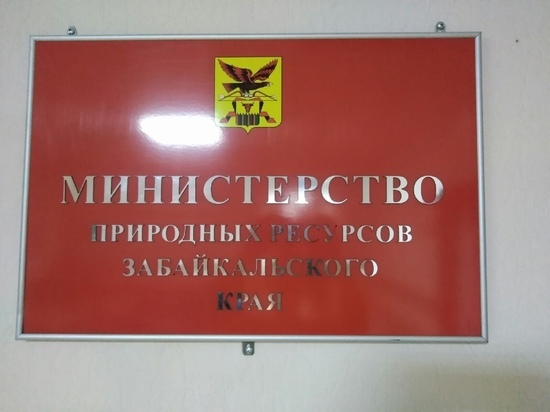 МИНИСТЕРСТВО
ПРИРОДНЫХ РЕСУРСОВ
ЗАБАЙКАЛЬСКОГО
КРАЯ